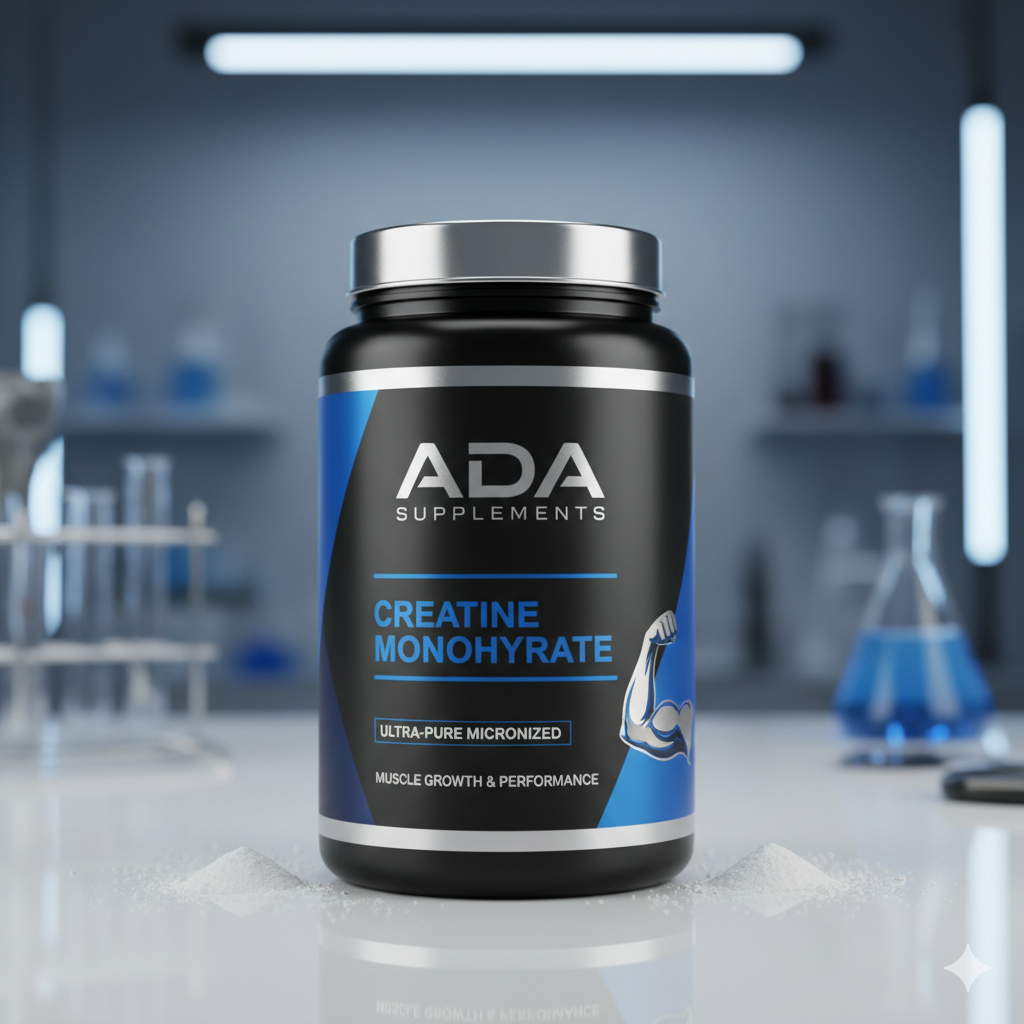 ADA
SUPPLEMENTS
CREATINE
MONOHYRATE
ULTRA-PURE MICRONIZED
MUSCLE GROWTH & PERFORMANCE